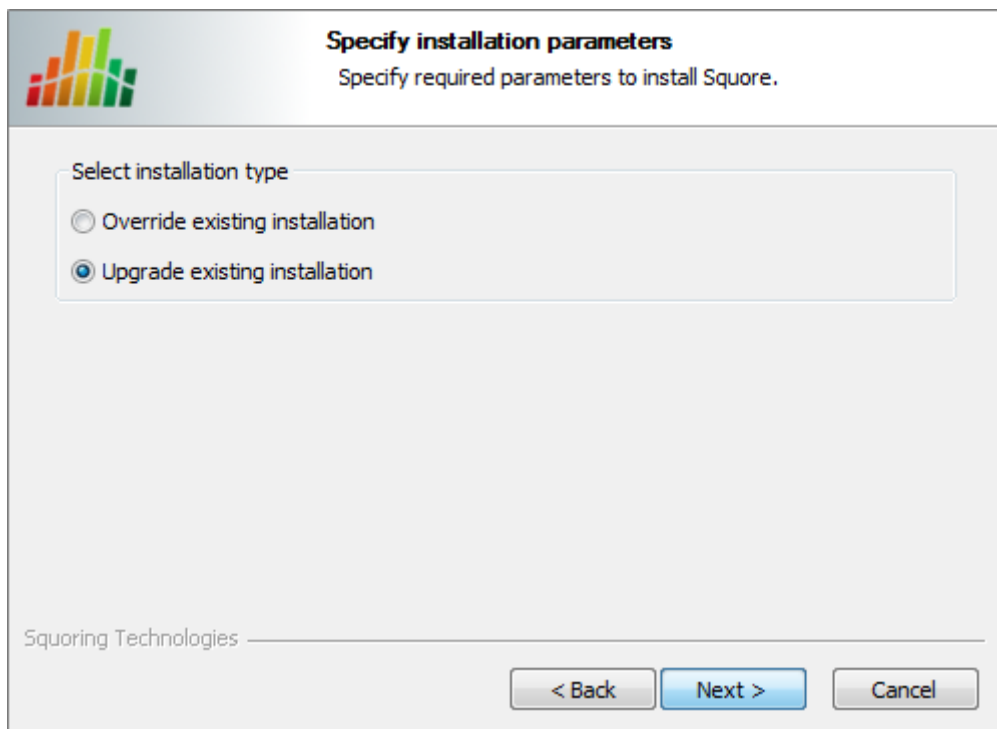 Specify installation parameters
Specify required parameters to install Squore.
Select installation type
Override existing installation
Upgrade existing installation
Squoring Technologies
< Back Next > Cancel